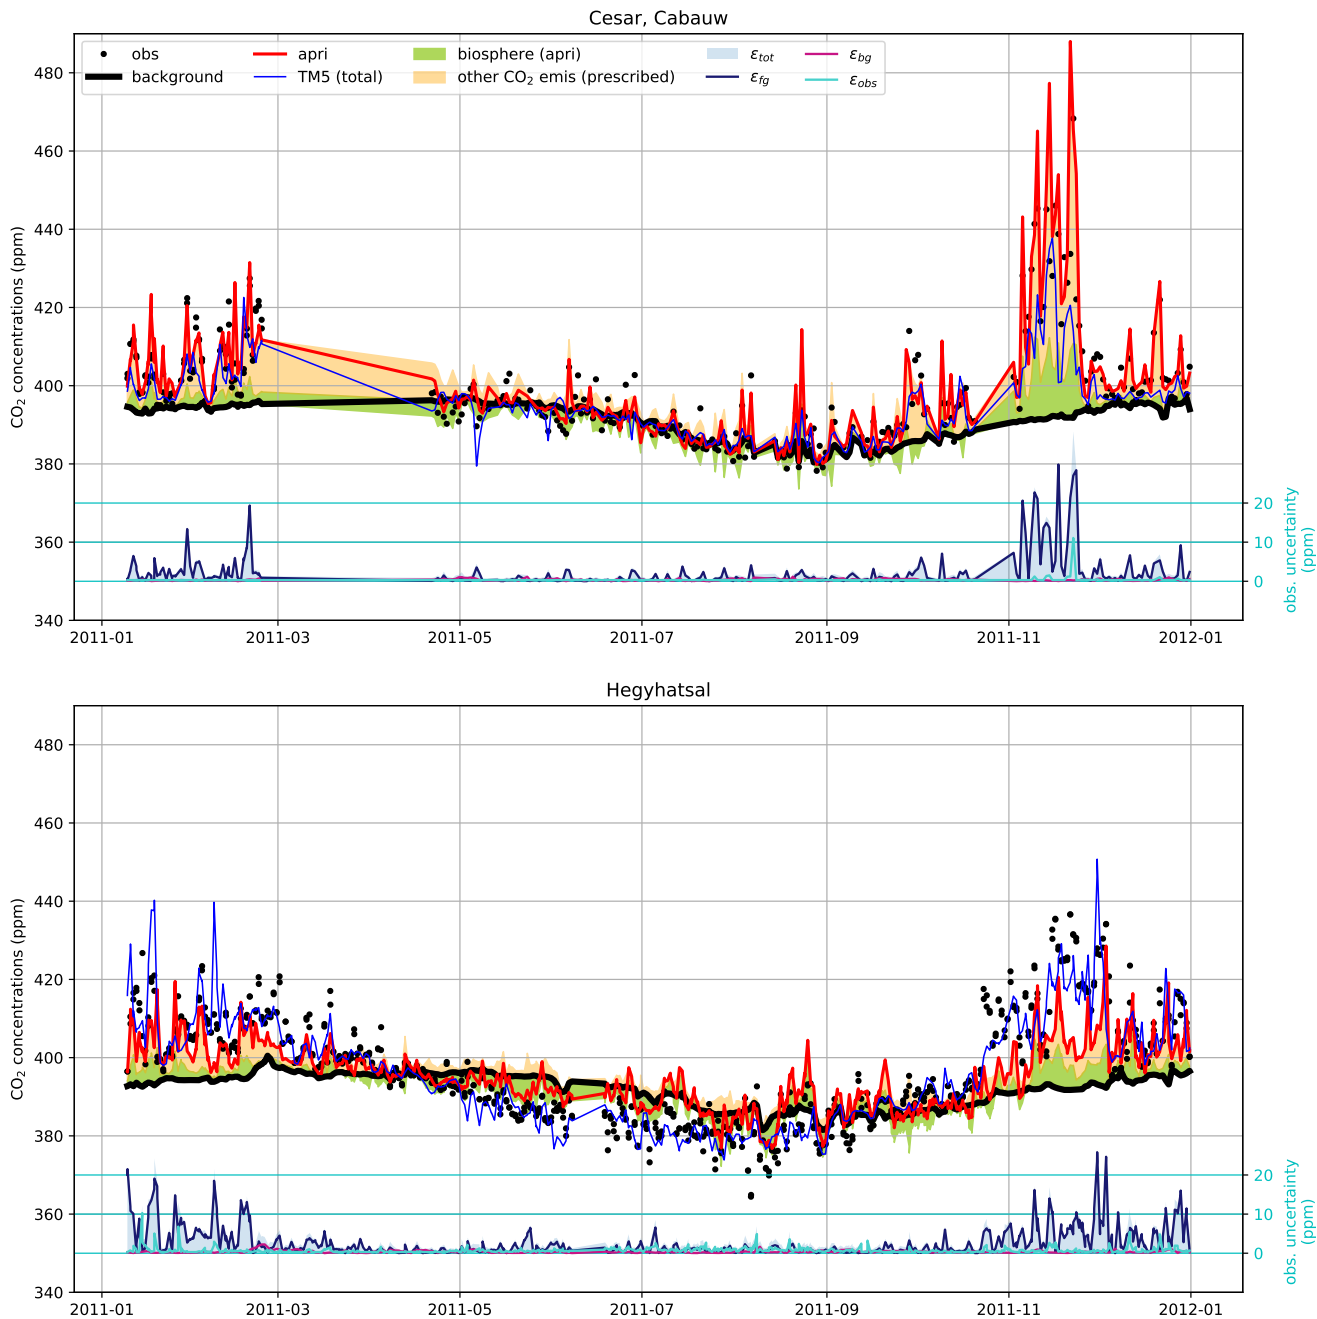 Cesar, Cabauw
obs
background
apri
TM5 (total)
biosphere (apri)
other CO₂ emis (prescribed)
ε_tot
ε_fg
ε_bg
ε_obs
CO₂ concentrations (ppm)
480
460
440
420
400
380
360
340
20
10
0
obs. uncertainty
(ppm)
2011-01 2011-03 2011-05 2011-07 2011-09 2011-11 2012-01
Hegyhatsal
CO₂ concentrations (ppm)
480
460
440
420
400
380
360
340
20
10
0
obs. uncertainty
(ppm)
2011-01 2011-03 2011-05 2011-07 2011-09 2011-11 2012-01